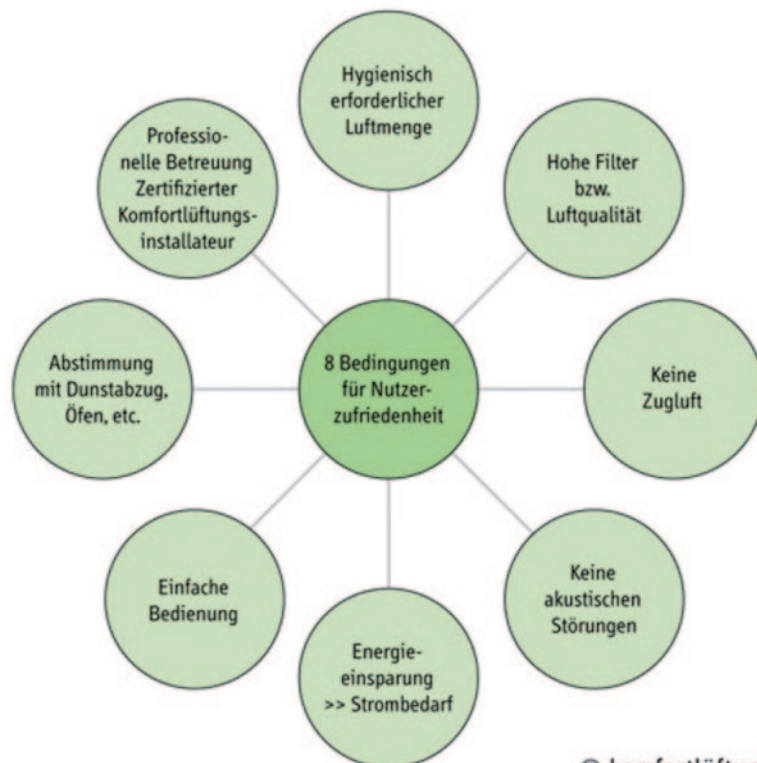 Hygienisch
erforderlicher
Luftmenge
Hohe Filter
bzw.
Luftqualität
Keine
Zugluft
Keine
akustischen
Störungen
Energie-
einsparung
>> Strombedarf
Einfache
Bedienung
Abstimmung
mit Dunstabzug,
Öfen, etc.
Professio-
nelle Betreuung
Zertifizierter
Komfortlüftungs-
installateur
8 Bedingungen
für Nutzer-
zufriedenheit